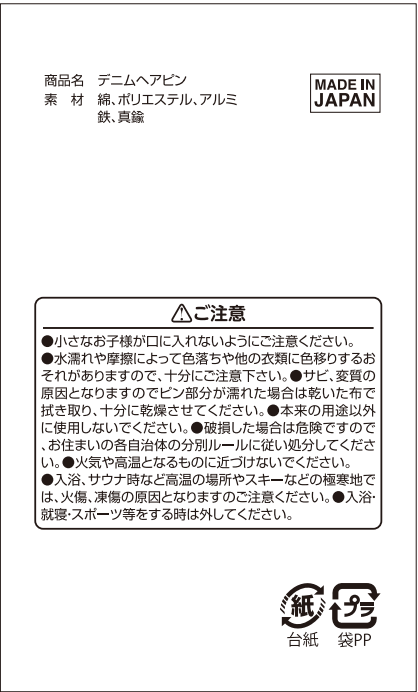 商品名 デニムヘアピン
素 材 綿、ポリエステル、アルミ
鉄、真鍮
MADE IN
JAPAN
⚠ご注意
●小さなお子様が口に入れないようにご注意ください。
●水濡れや摩擦によって色落ちや他の衣類に色移りするお
それがありますので、十分にご注意下さい。●サビ、変質の
原因となりますのでピン部分が濡れた場合は乾いた布で
拭き取り、十分に乾燥させてください。●本来の用途以外
に使用しないでください。●破損した場合は危険ですので
、お住まいの各自治体の分別ルールに従い処分してくださ
い。●火気や高温となるものに近づけないでください。
●入浴、サウナ時など高温の場所やスキーなどの極寒地で
は、火傷、凍傷の原因となりますのご注意ください。●入浴・
就寝・スポーツ等をする時は外してください。
紙 プラ
台紙 袋PP